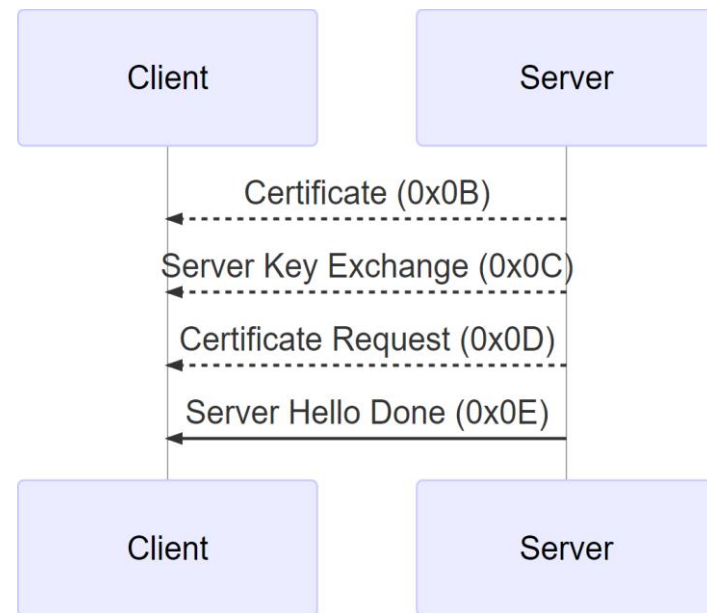 Client
Server
Certificate (0x0B)
Server Key Exchange (0x0C)
Certificate Request (0x0D)
Server Hello Done (0x0E)
Client
Server